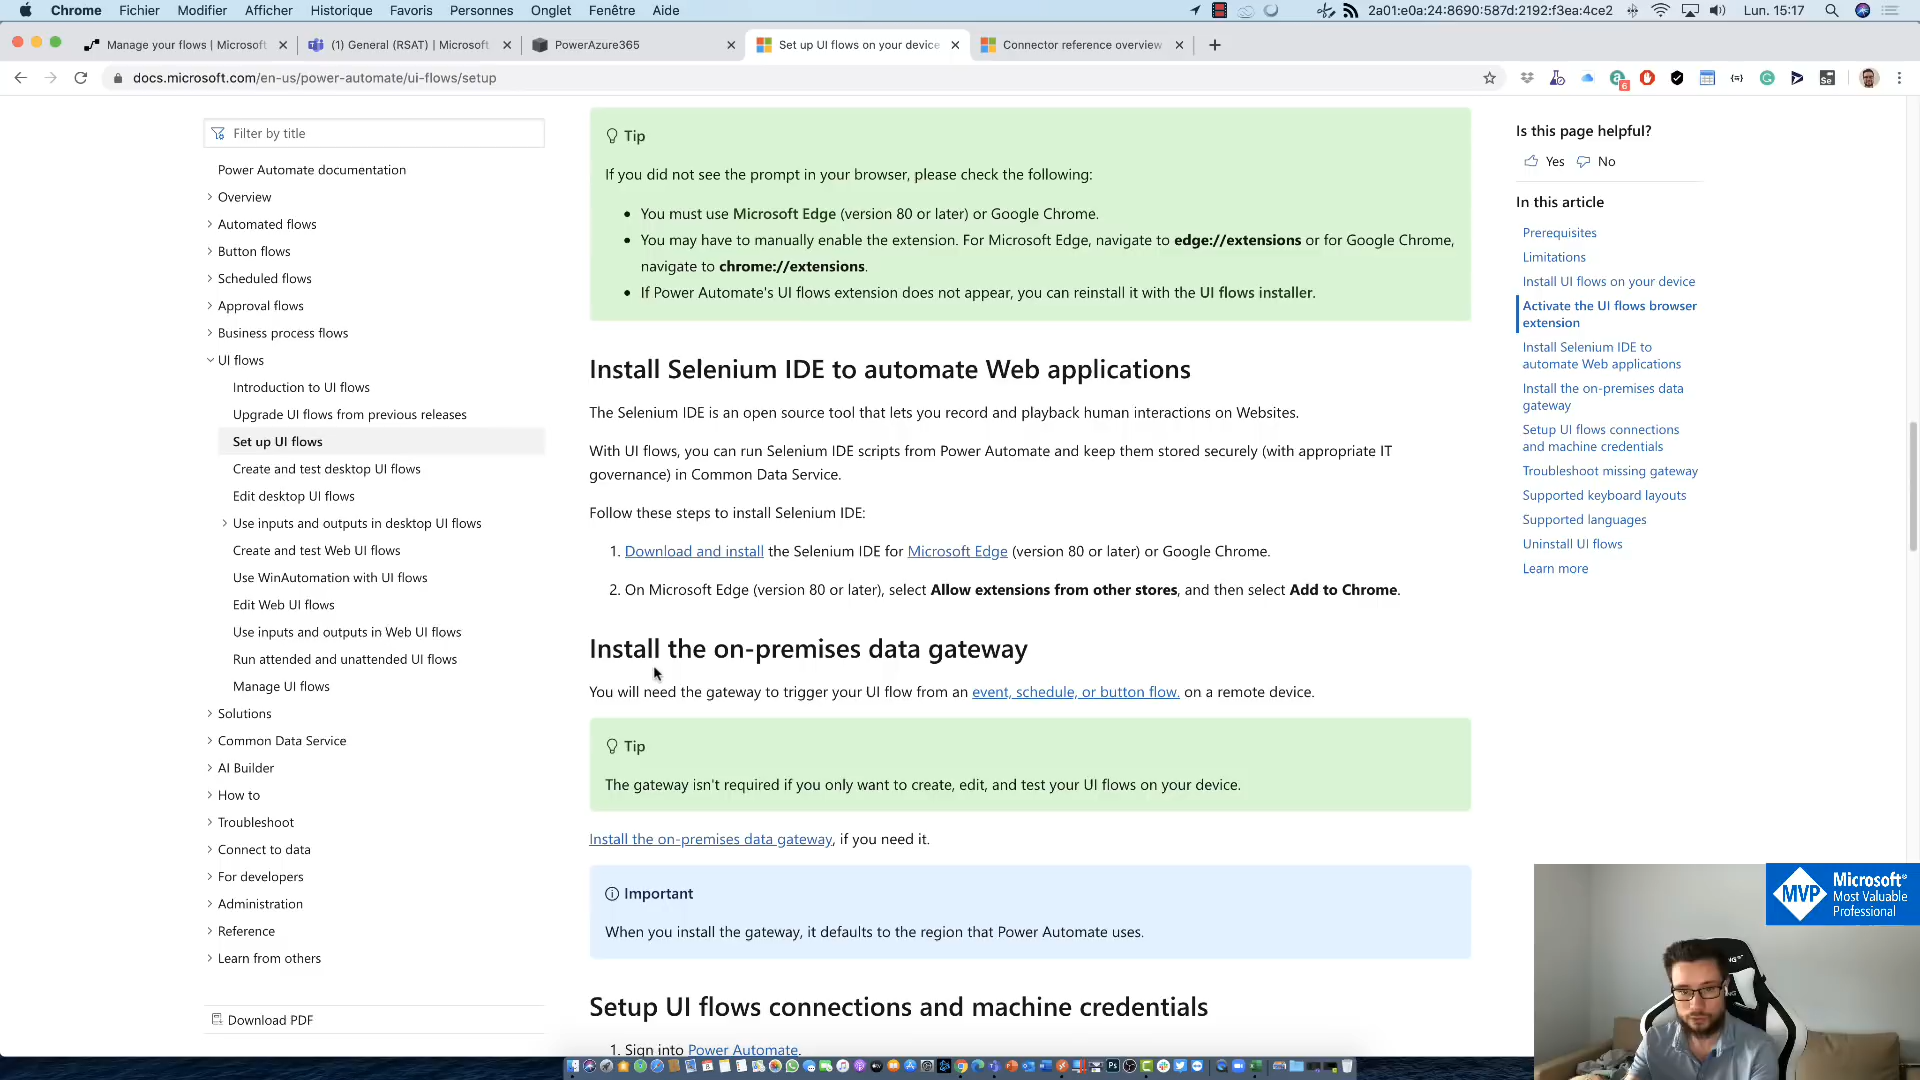 Chrome Fichier Modifier Afficher Historique Favoris Personnes Onglet Fenêtre Aide
2a01:e0a:24:8690:587d:2192:f3ea:4ce2 Lun. 15:17
Manage your flows | Microsoft
(1) General (RSAT) | Microsoft
PowerAzure365
Set up UI flows on your device
Connector reference overview
docs.microsoft.com/en-us/power-automate/ui-flows/setup
Filter by title
Power Automate documentation
Overview
Automated flows
Button flows
Scheduled flows
Approval flows
Business process flows
UI flows
Introduction to UI flows
Upgrade UI flows from previous releases
Set up UI flows
Create and test desktop UI flows
Edit desktop UI flows
Use inputs and outputs in desktop UI flows
Create and test Web UI flows
Use WinAutomation with UI flows
Edit Web UI flows
Use inputs and outputs in Web UI flows
Run attended and unattended UI flows
Manage UI flows
Solutions
Common Data Service
AI Builder
How to
Troubleshoot
Connect to data
For developers
Administration
Reference
Learn from others
Download PDF
Tip
If you did not see the prompt in your browser, please check the following:
• You must use Microsoft Edge (version 80 or later) or Google Chrome.
• You may have to manually enable the extension. For Microsoft Edge, navigate to edge://extensions or for Google Chrome,
navigate to chrome://extensions.
• If Power Automate's UI flows extension does not appear, you can reinstall it with the UI flows installer.
Install Selenium IDE to automate Web applications
The Selenium IDE is an open source tool that lets you record and playback human interactions on Websites.
With UI flows, you can run Selenium IDE scripts from Power Automate and keep them stored securely (with appropriate IT
governance) in Common Data Service.
Follow these steps to install Selenium IDE:
1. Download and install the Selenium IDE for Microsoft Edge (version 80 or later) or Google Chrome.
2. On Microsoft Edge (version 80 or later), select Allow extensions from other stores, and then select Add to Chrome.
Install the on-premises data gateway
You will need the gateway to trigger your UI flow from an event, schedule, or button flow. on a remote device.
Tip
The gateway isn't required if you only want to create, edit, and test your UI flows on your device.
Install the on-premises data gateway, if you need it.
Important
When you install the gateway, it defaults to the region that Power Automate uses.
Setup UI flows connections and machine credentials
1. Sign into Power Automate.
Is this page helpful?
Yes No
In this article
Prerequisites
Limitations
Install UI flows on your device
Activate the UI flows browser
extension
Install Selenium IDE to
automate Web applications
Install the on-premises data
gateway
Setup UI flows connections
and machine credentials
Troubleshoot missing gateway
Supported keyboard layouts
Supported languages
Uninstall UI flows
Learn more
MVP
Microsoft®
Most Valuable
Professional